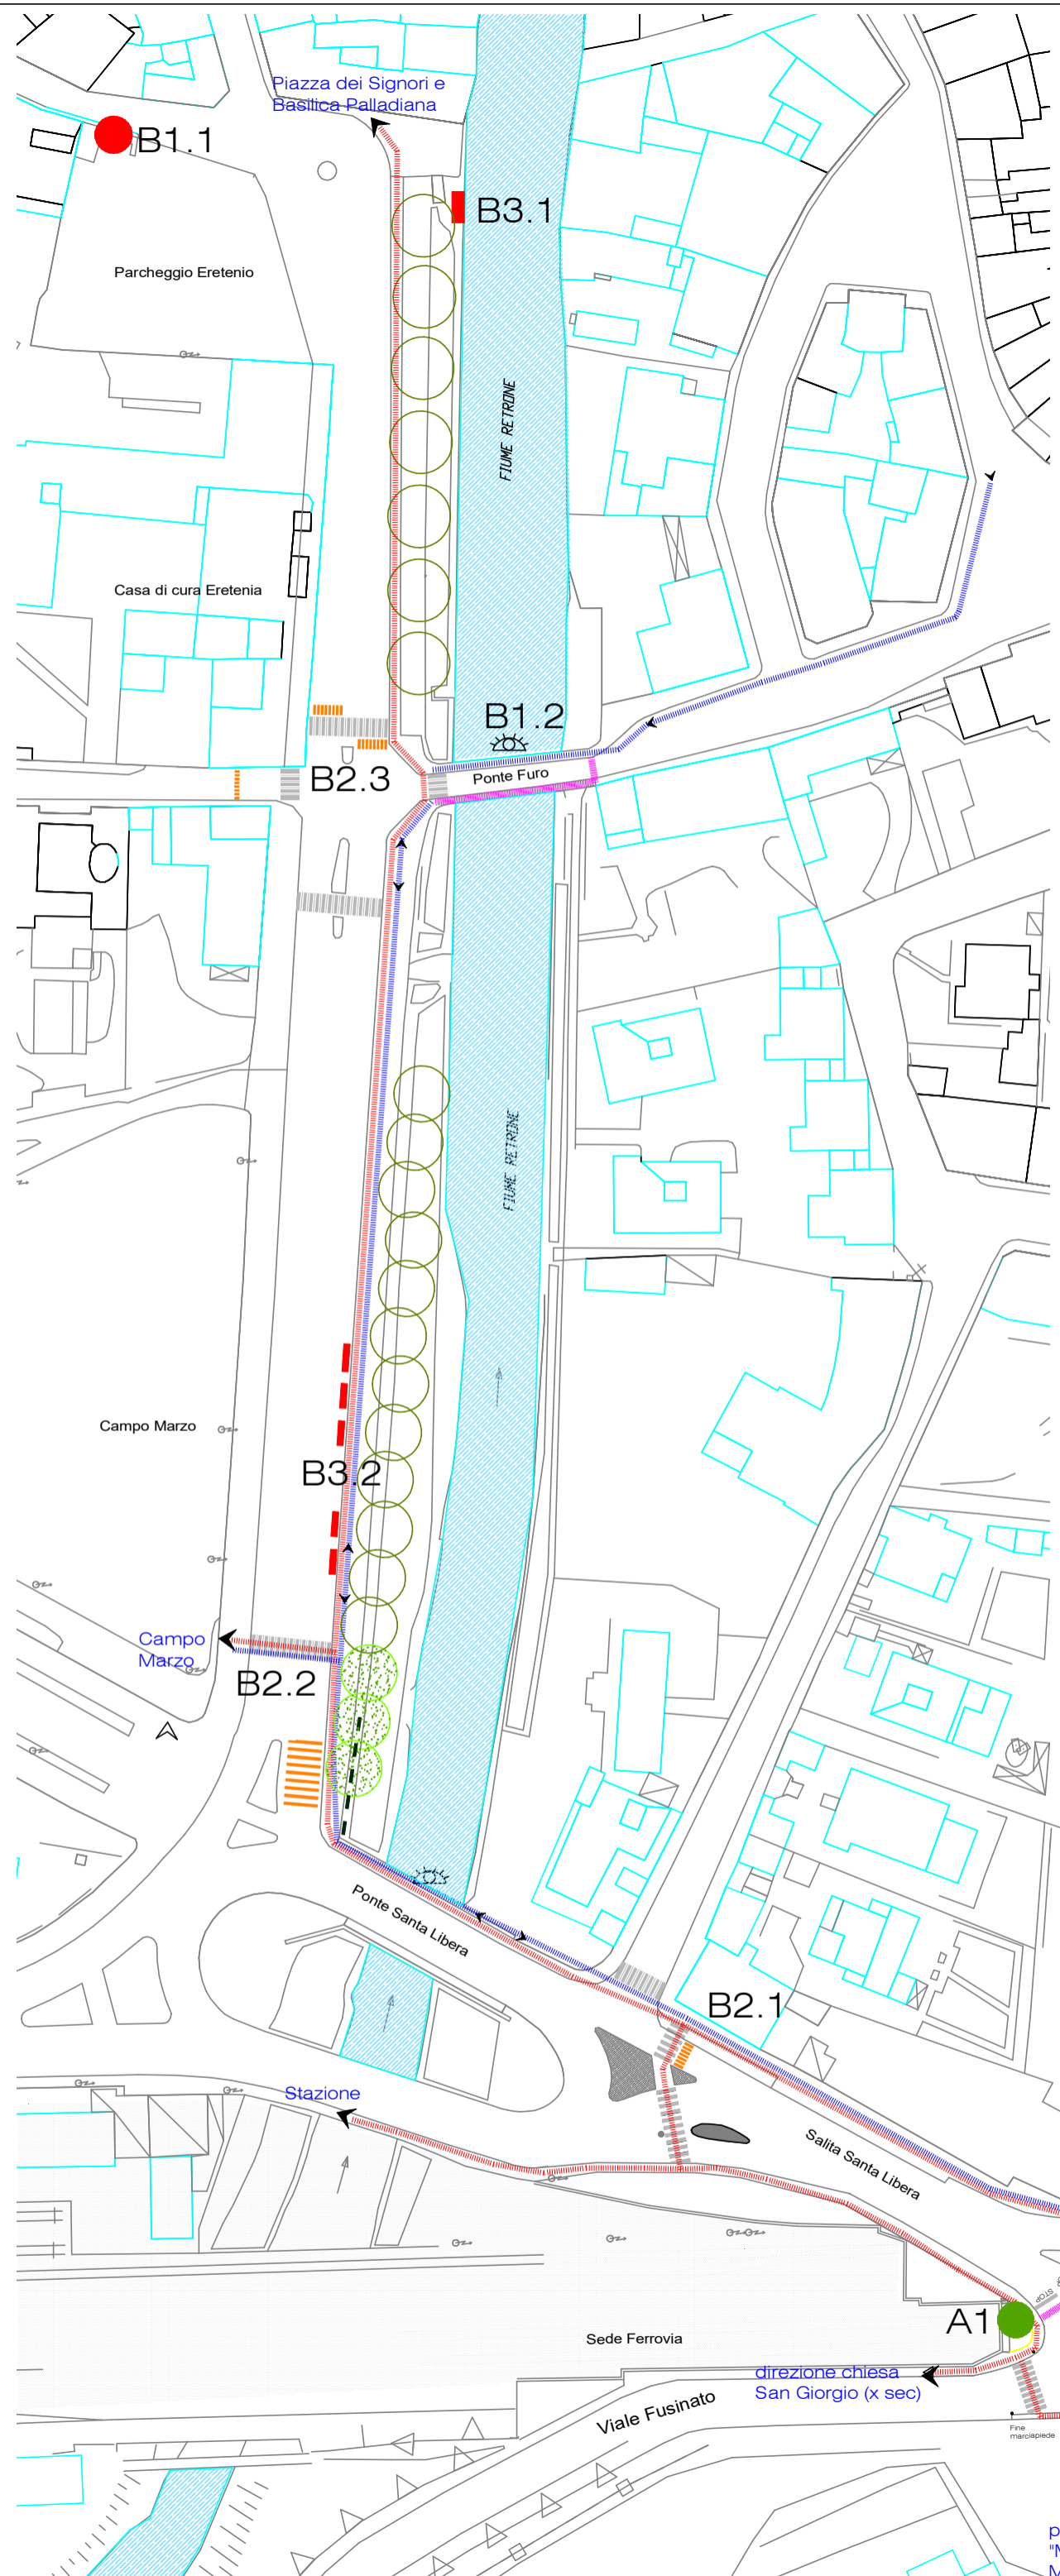 Piazza dei Signori e
Basilica Palladiana
B1.1
B3.1
Parcheggio Eretenio
FIUME RETRONE
Casa di cura Eretenia
B1.2
Ponte Furo
B2.3
FIUME RETRONE
Campo Marzo
B3.2
Campo
Marzo
B2.2
Ponte Santa Libera
B2.1
Stazione
Salita Santa Libera
STOP
A1
Sede Ferrovia
direzione chiesa
San Giorgio (x sec)
Viale Fusinato
Fine
marciapiede
p
"M
M